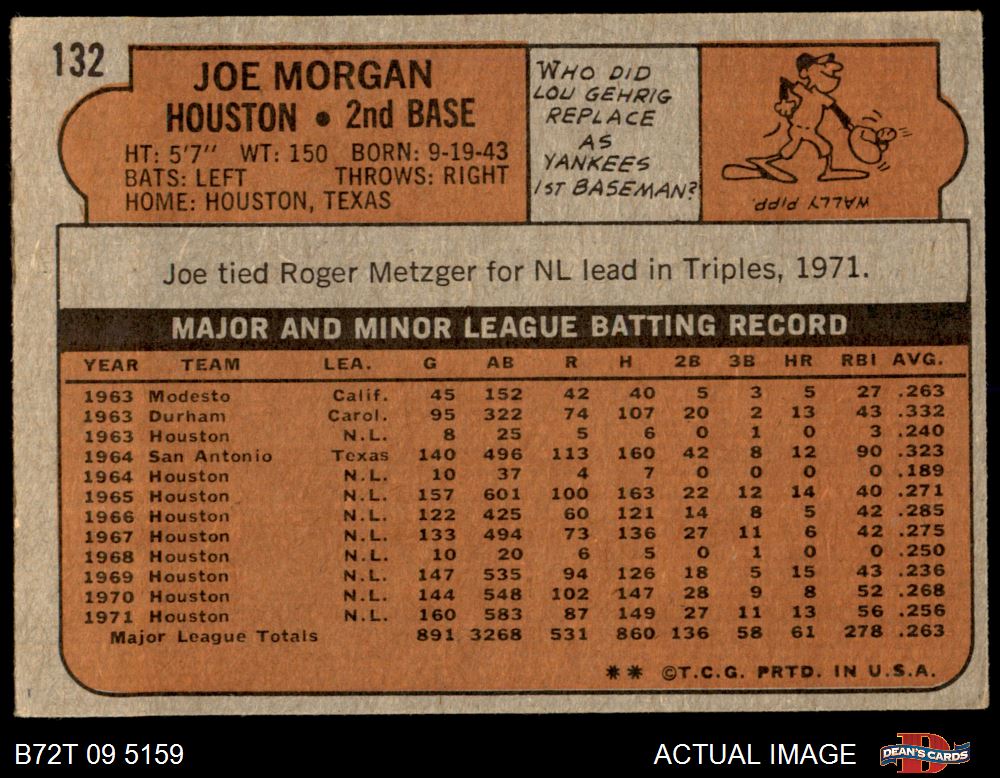 132
JOE MORGAN
HOUSTON • 2nd BASE
HT: 5'7" WT: 150 BORN: 9-19-43
BATS: LEFT THROWS: RIGHT
HOME: HOUSTON, TEXAS
WHO DID
LOU GEHRIG
REPLACE
AS
YANKEES
1ST BASEMAN?
WALLY PIPP.
Joe tied Roger Metzger for NL lead in Triples, 1971.
MAJOR AND MINOR LEAGUE BATTING RECORD
YEAR TEAM LEA. G AB R H 2B 3B HR RBI AVG.
1963 Modesto Calif. 45 152 42 40 5 3 5 27 .263
1963 Durham Carol. 95 322 74 107 20 2 13 43 .332
1963 Houston N.L. 8 25 5 6 0 1 0 3 .240
1964 San Antonio Texas 140 496 113 160 42 8 12 90 .323
1964 Houston N.L. 10 37 4 7 0 0 0 0 .189
1965 Houston N.L. 157 601 100 163 22 12 14 40 .271
1966 Houston N.L. 122 425 60 121 14 8 5 42 .285
1967 Houston N.L. 133 494 73 136 27 11 6 42 .275
1968 Houston N.L. 10 20 6 5 0 1 0 0 .250
1969 Houston N.L. 147 535 94 126 18 5 15 43 .236
1970 Houston N.L. 144 548 102 147 28 9 8 52 .268
1971 Houston N.L. 160 583 87 149 27 11 13 56 .256
Major League Totals 891 3268 531 860 136 58 61 278 .263
** ©T.C.G. PRTD. IN U.S.A.
B72T 09 5159
ACTUAL IMAGE
DEAN'S CARDS